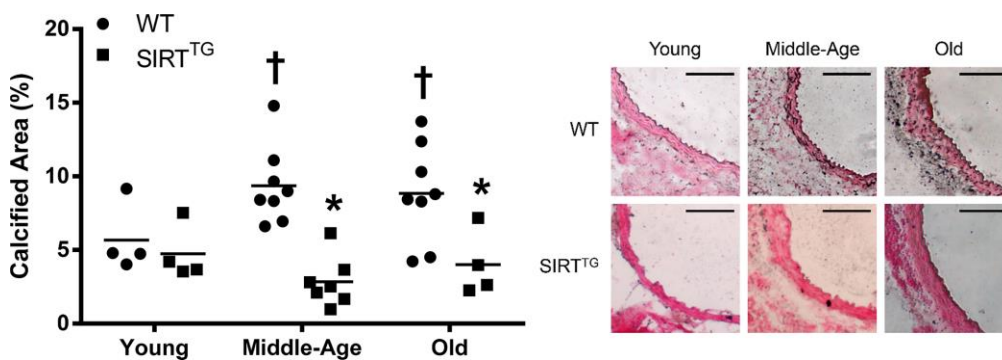 Calcified Area (%)
20
15
10
5
0
WT
SIRT^TG
†
†
*
*
Young
Middle-Age
Old
Young
Middle-Age
Old
WT
SIRT^TG